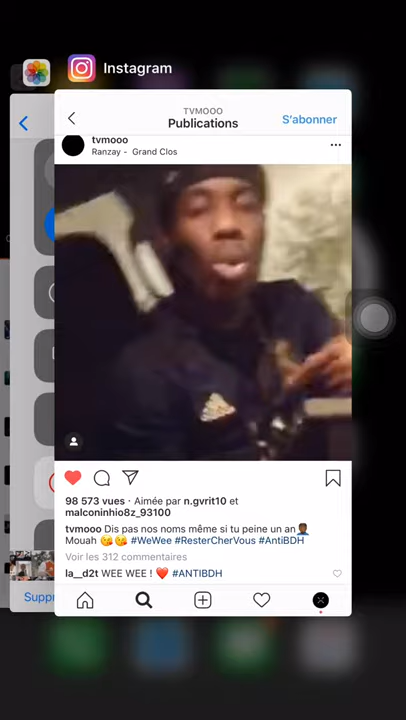 Instagram
TVMOOO
Publications
S'abonner
tvmooo
Ranzay - Grand Clos
98 573 vues · Aimée par n.gvrit10 et
malconinhio8z_93100
tvmooo Dis pas nos noms même si tu peine un an🤦🏾‍♂️
Mouah 😘😘 #WeWee #ResterCherVous #AntiBDH
Voir les 312 commentaires
la__d2t WEE WEE ! ❤️ #ANTIBDH
Suppr